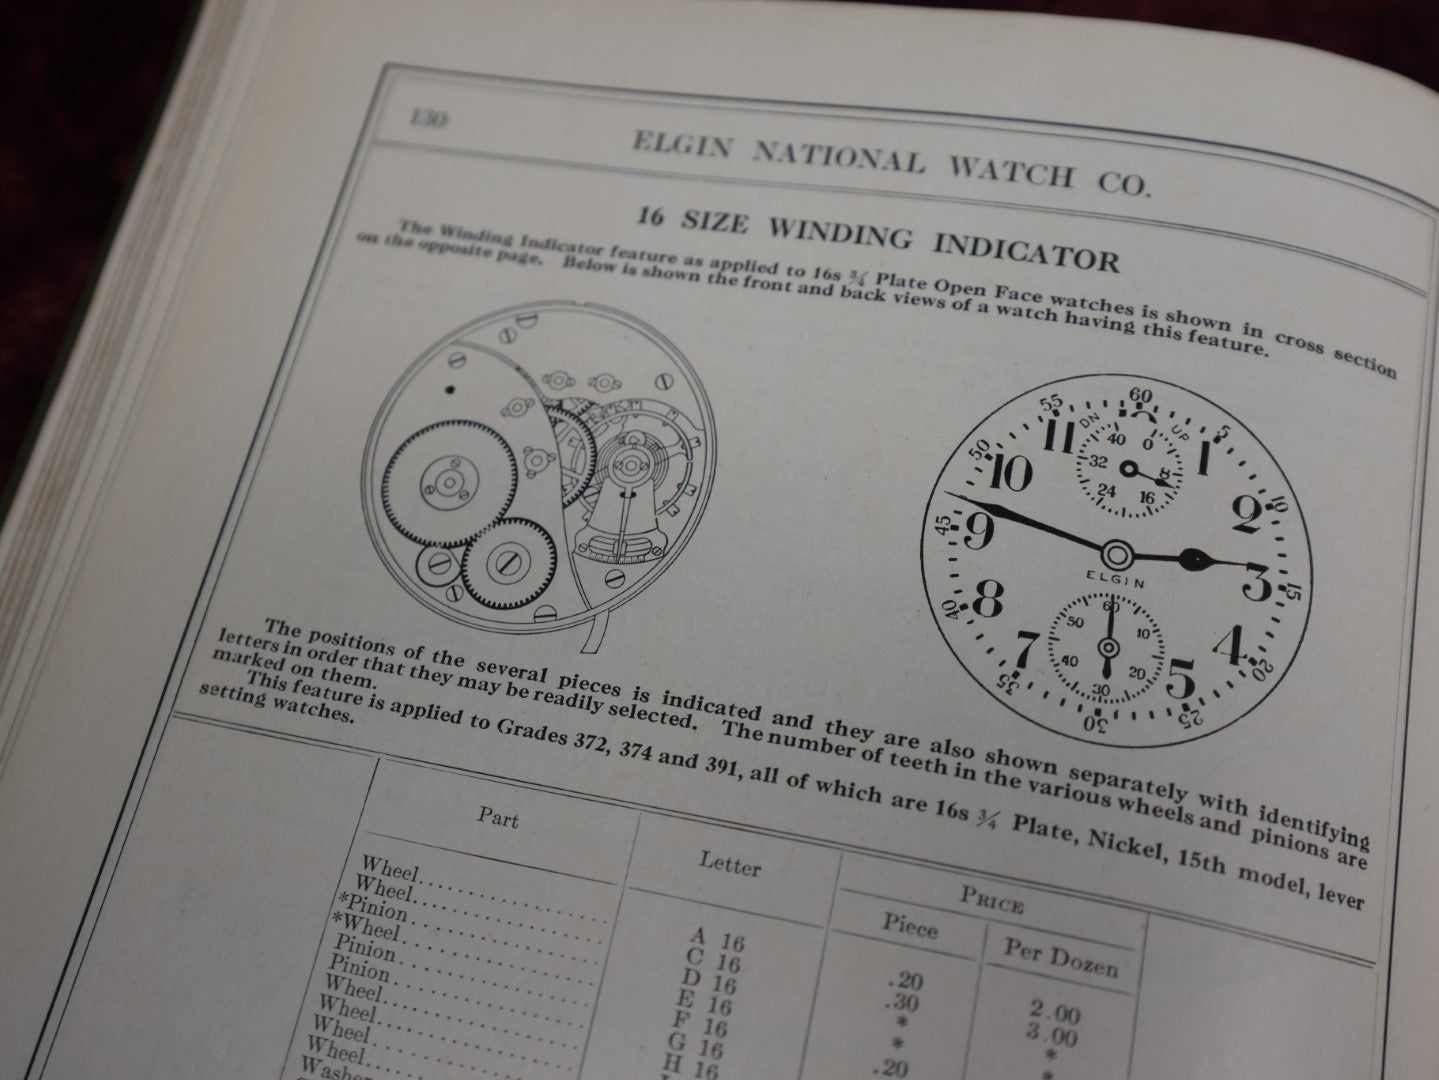 130
ELGIN NATIONAL WATCH CO.
16 SIZE WINDING INDICATOR
The Winding Indicator feature as applied to 16s ¾ Plate Open Face watches is shown in cross section
on the opposite page. Below is shown the front and back views of a watch having this feature.
60 5 10 15 20 25 30 35 40 45 50 55
DN UP
40 0 8 16 24 32
11 1 2 3 4 5 7 8 9 10
ELGIN
60 10 20 30 40 50
The positions of the several pieces is indicated and they are also shown separately with identifying
letters in order that they may be readily selected. The number of teeth in the various wheels and pinions are
marked on them.
This feature is applied to Grades 372, 374 and 391, all of which are 16s ¾ Plate, Nickel, 15th model, lever
setting watches.
Part Letter PRICE
Piece Per Dozen
Wheel A 16 .20 2.00
Wheel C 16 .30 3.00
*Pinion D 16 * *
*Wheel E 16 * *
Pinion F 16 .20
Pinion G 16
Wheel H 16
Wheel
Wheel
Wheel
Washer